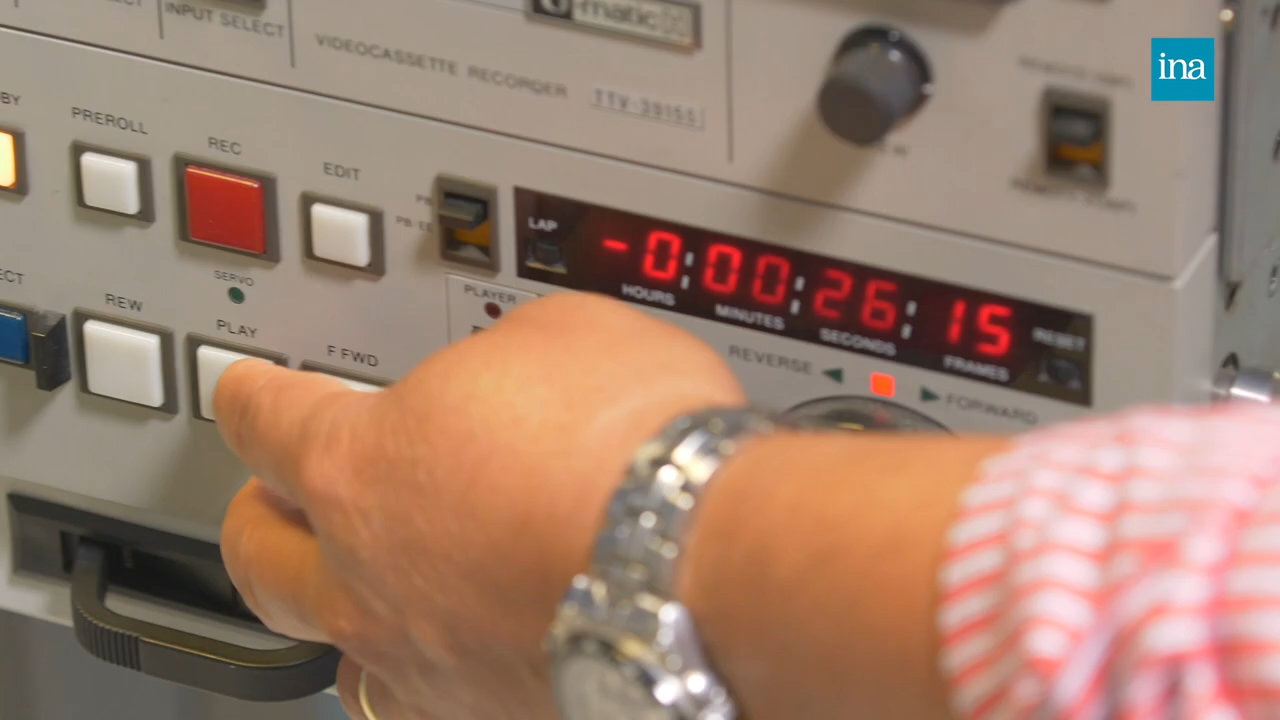 INPUT SELECT
U-matic
VIDEOCASSETTE RECORDER
ina
PREROLL
REC
EDIT
LAP
-0:00:26:15
HOURS
MINUTES
SECONDS
FRAMES
RESET
SERVO
PLAYER
REW
PLAY
F FWD
REVERSE
FORWARD